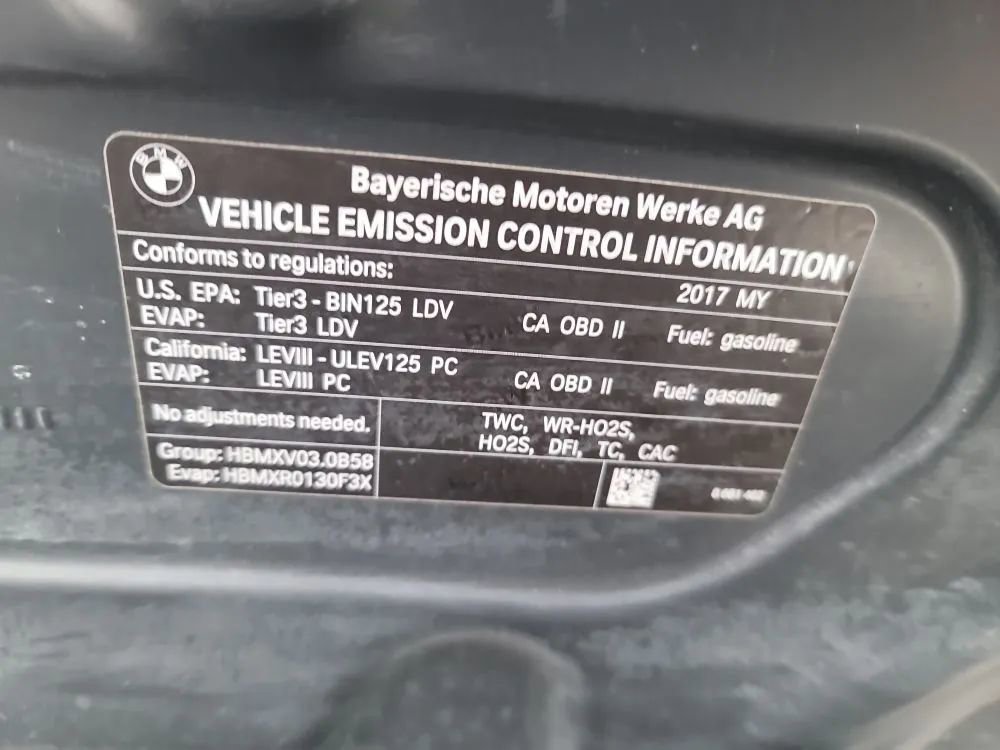 BMW
Bayerische Motoren Werke AG
VEHICLE EMISSION CONTROL INFORMATION
Conforms to regulations: 2017 MY
U.S. EPA: Tier3 - BIN125 LDV CA OBD II Fuel: gasoline
EVAP: Tier3 LDV
California: LEVIII - ULEV125 PC CA OBD II Fuel: gasoline
EVAP: LEVIII PC
No adjustments needed.
TWC, WR-HO2S,
HO2S, DFI, TC, CAC
Group: HBMXV03.0B58
Evap: HBMXR0130F3X